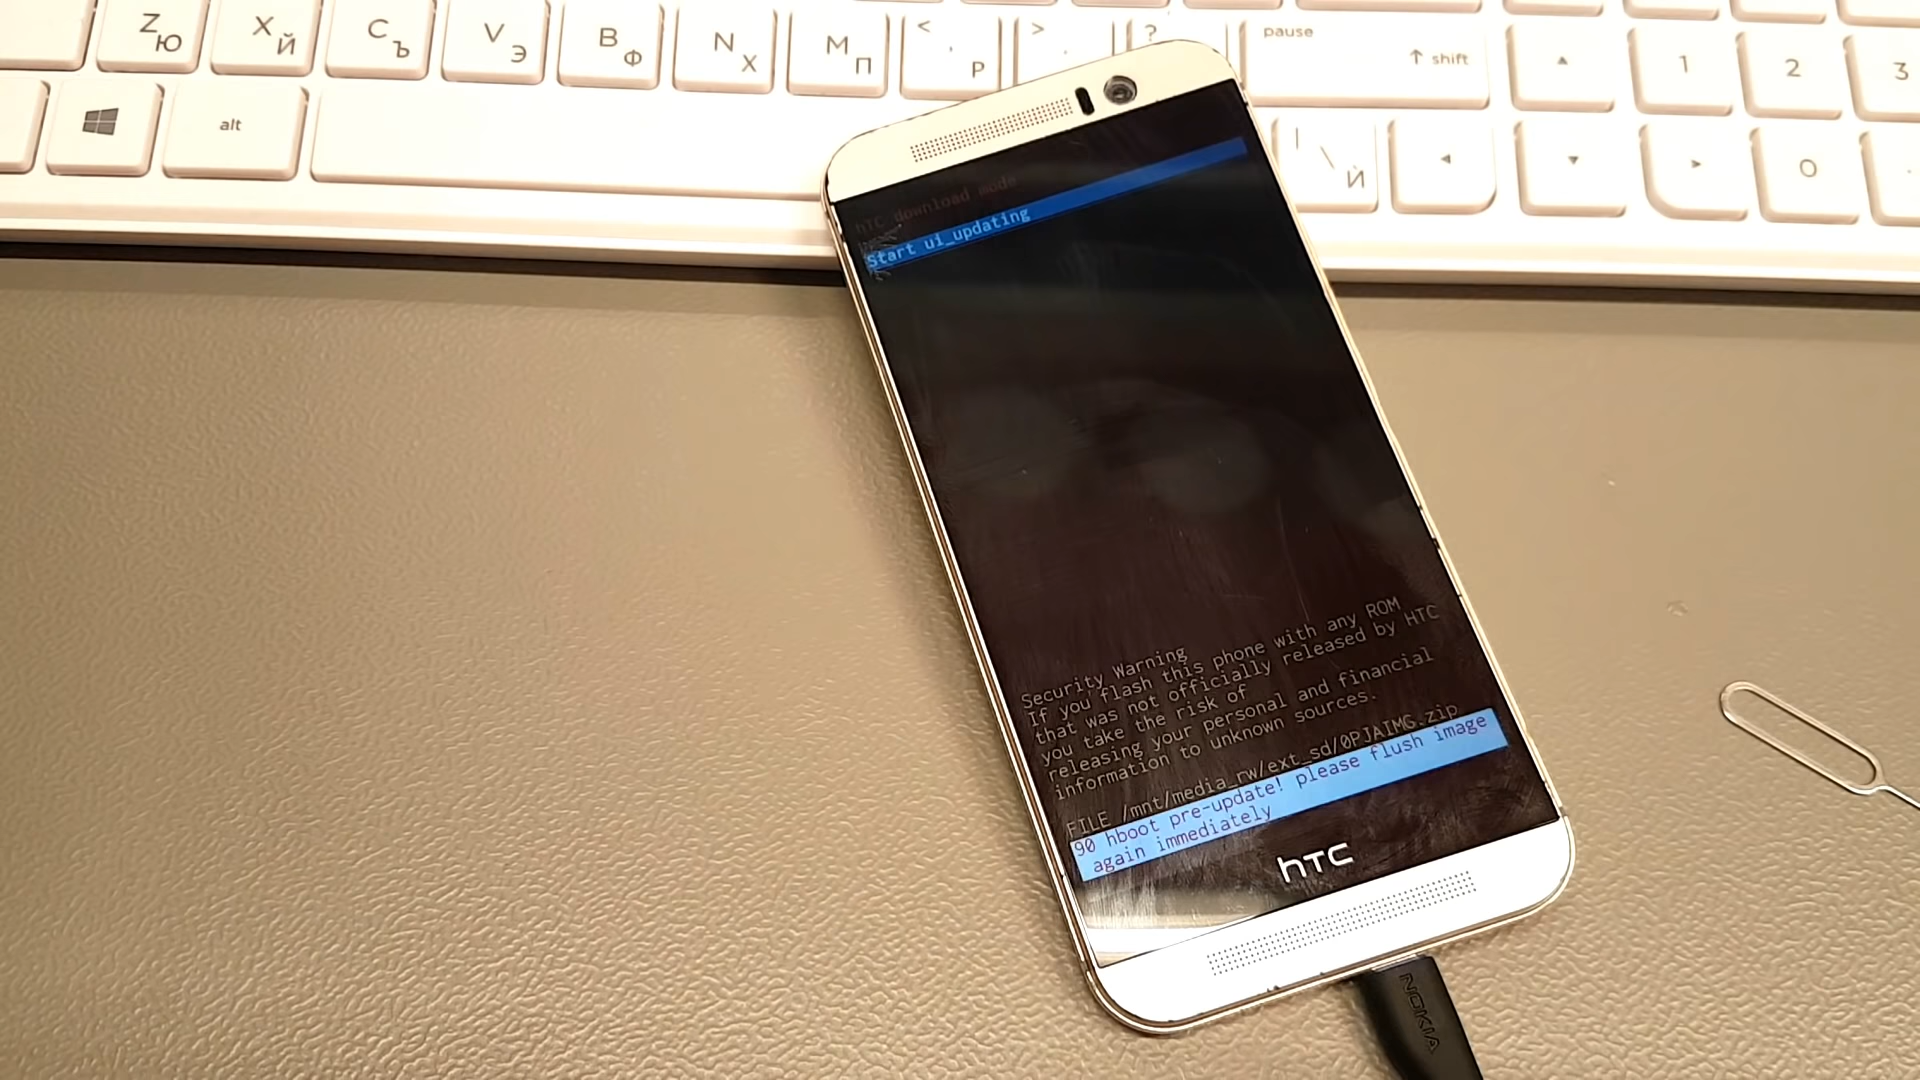 Z Ю X Й C Ъ V Э B Ф N X M П < , Р > . ? pause ↑ shift 1 2 3
alt \ Й 0
hTC download mode
Start ui_updating
Security Warning
If you flash this phone with any ROM
that was not officially released by HTC
you take the risk of
releasing your personal and financial
information to unknown sources.
FILE /mnt/media_rw/ext_sd/0PJAIMG.zip
90 hboot pre-update! please flush image
again immediately
hTC
NOKIA